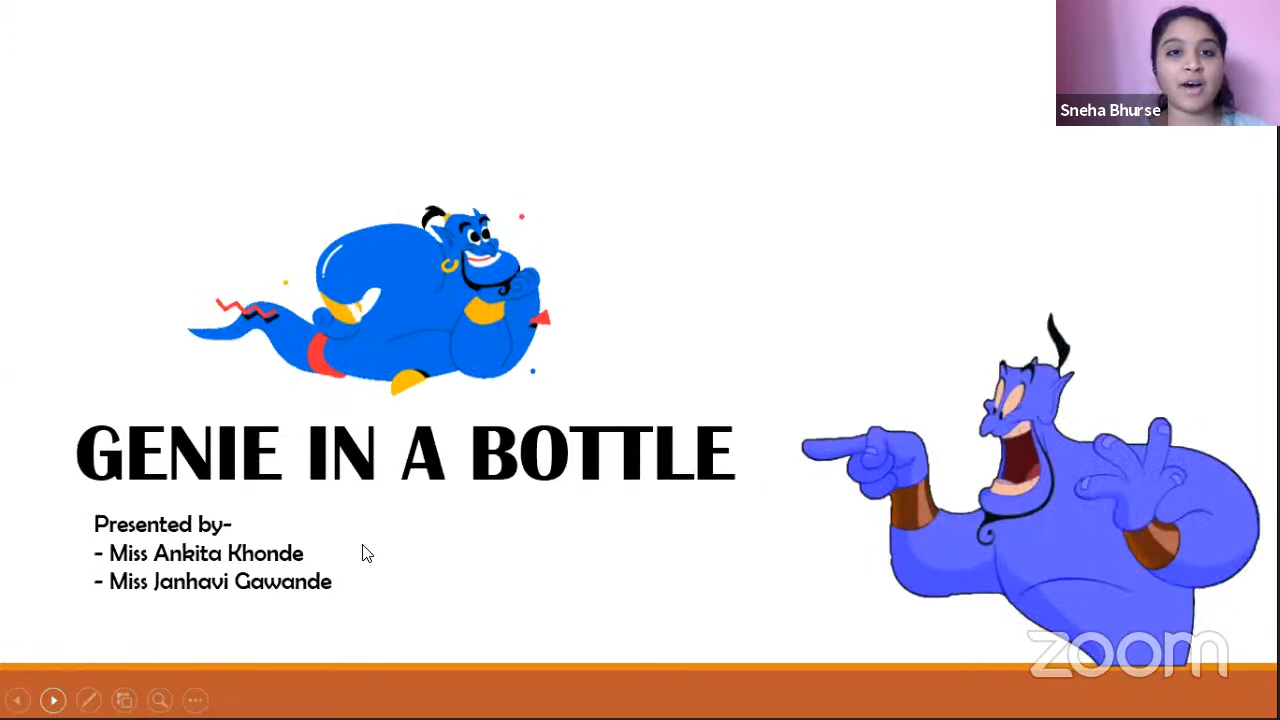 Sneha Bhurse
GENIE IN A BOTTLE
Presented by-
- Miss Ankita Khonde
- Miss Janhavi Gawande
zoom